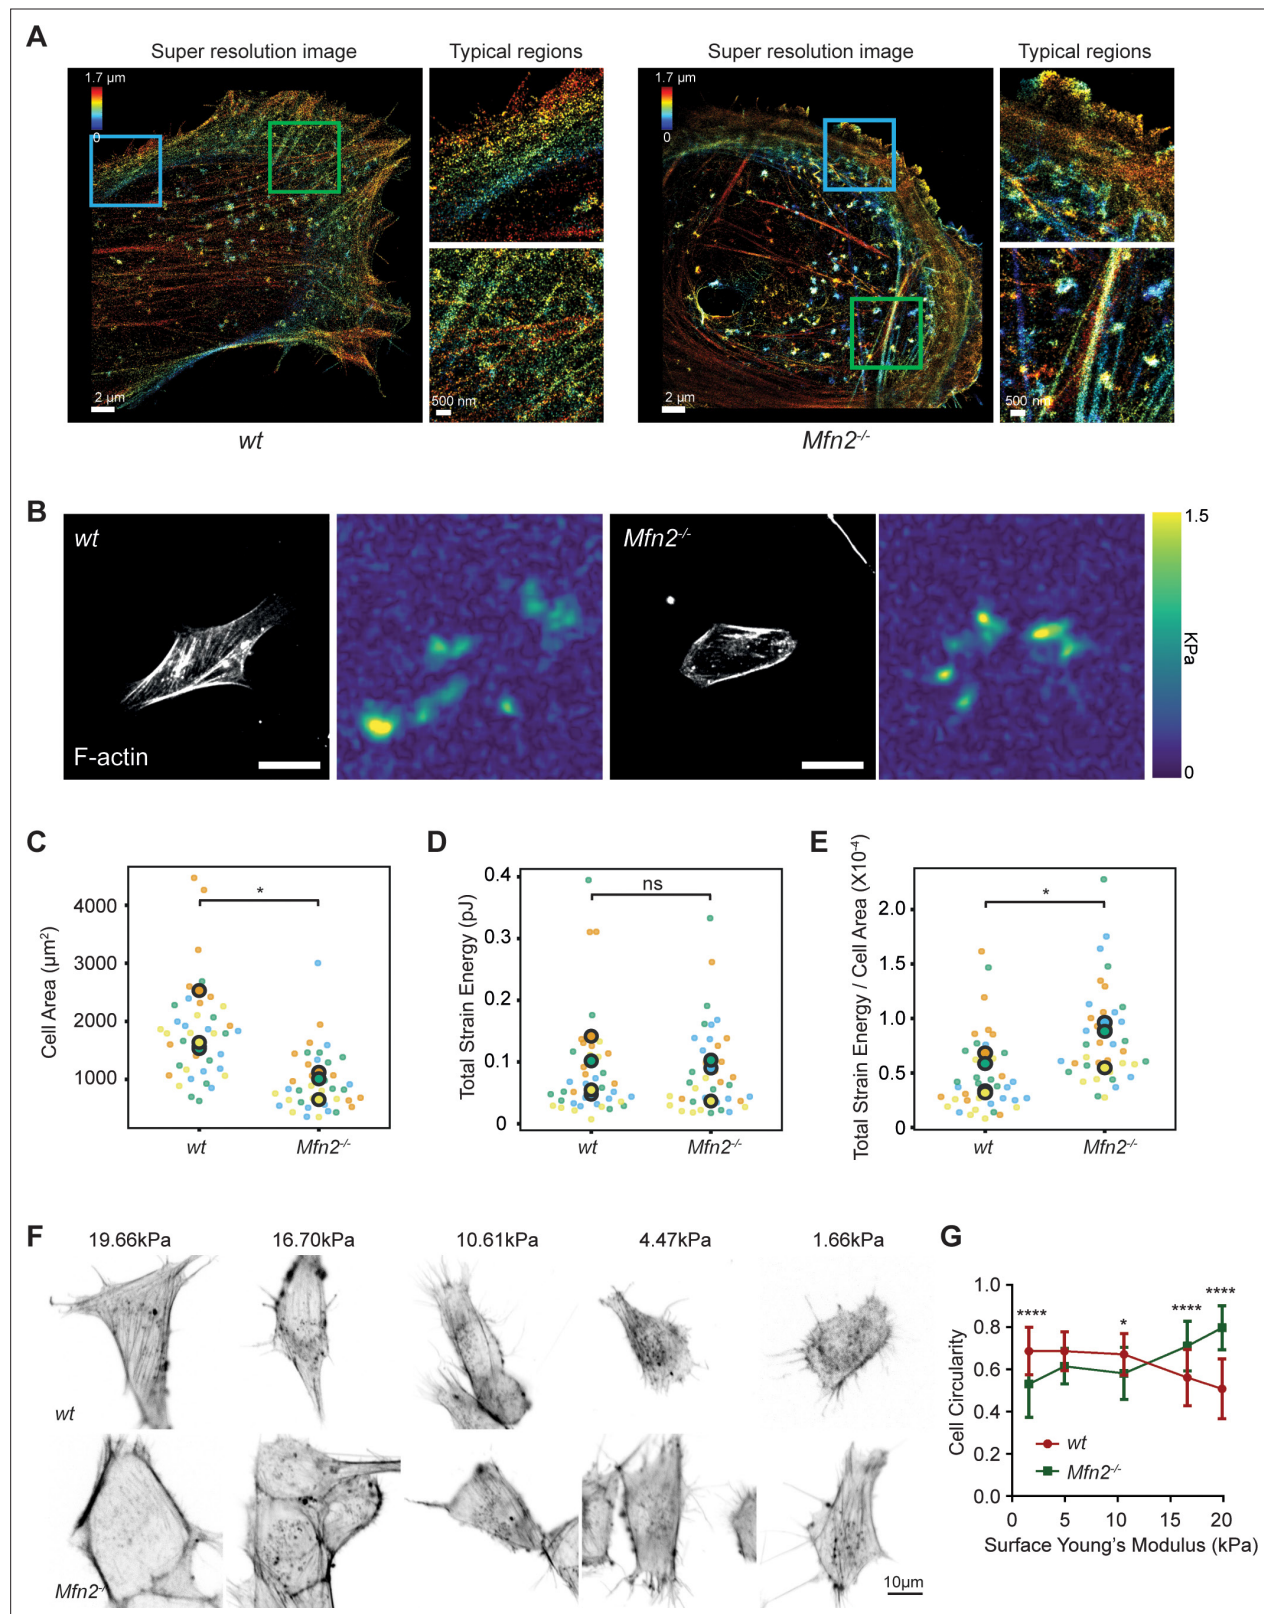 A
Super resolution image
Typical regions
Super resolution image
Typical regions
1.7 µm
0
2 µm
500 nm
1.7 µm
0
2 µm
500 nm
wt
Mfn2-/-
B
wt
F-actin
Mfn2-/-
1.5
KPa
0
C
Cell Area (µm²)
4000
3000
2000
1000
*
wt
Mfn2-/-
D
Total Strain Energy (pJ)
0.4
0.3
0.2
0.1
0
ns
wt
Mfn2-/-
E
Total Strain Energy / Cell Area (X10-4)
2.0
1.5
1.0
0.5
0
*
wt
Mfn2-/-
F
19.66kPa
16.70kPa
10.61kPa
4.47kPa
1.66kPa
wt
Mfn2-/
10µm
G
Cell Circularity
1.0
0.8
0.6
0.4
0.2
0.0
****
*
****
****
wt
Mfn2-/-
0
5
10
15
20
Surface Young's Modulus (kPa)